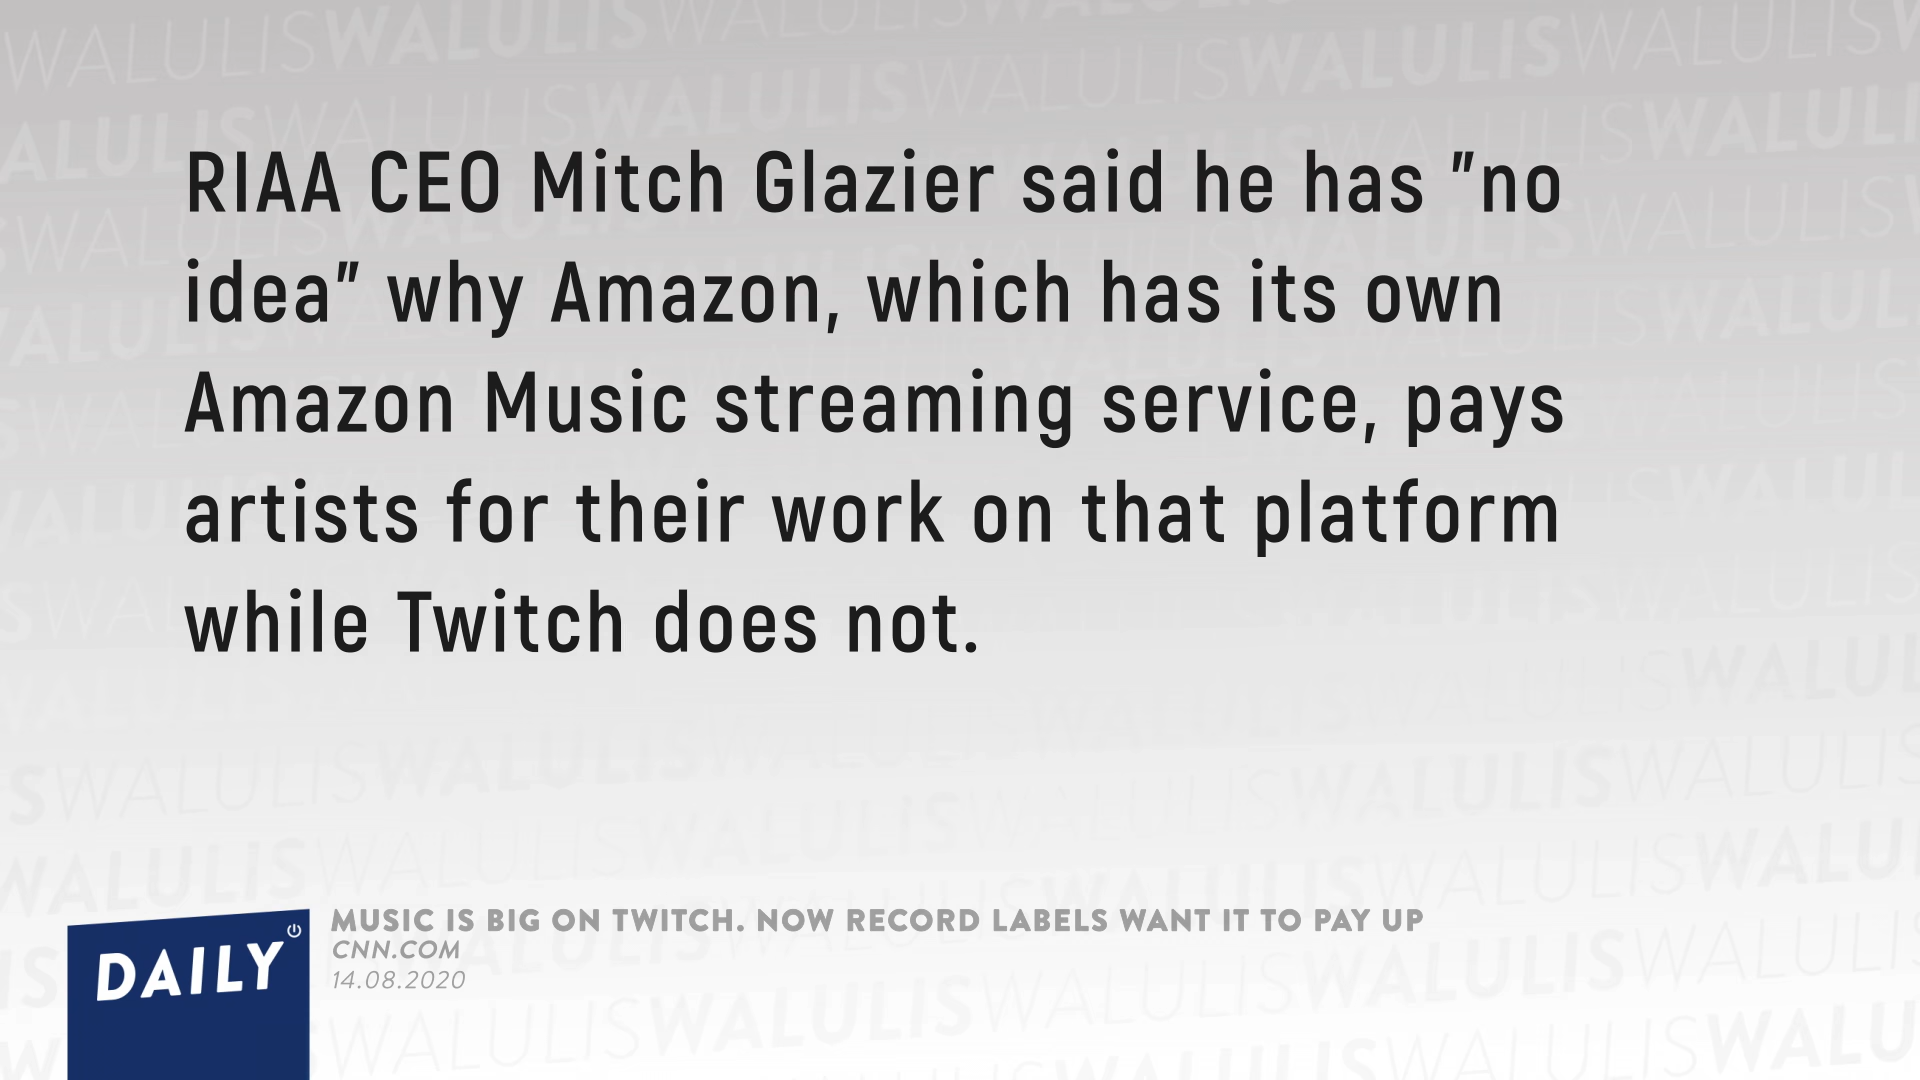 RIAA CEO Mitch Glazier said he has "no
idea" why Amazon, which has its own
Amazon Music streaming service, pays
artists for their work on that platform
while Twitch does not.
DAILY
MUSIC IS BIG ON TWITCH. NOW RECORD LABELS WANT IT TO PAY UP
CNN.COM
14.08.2020